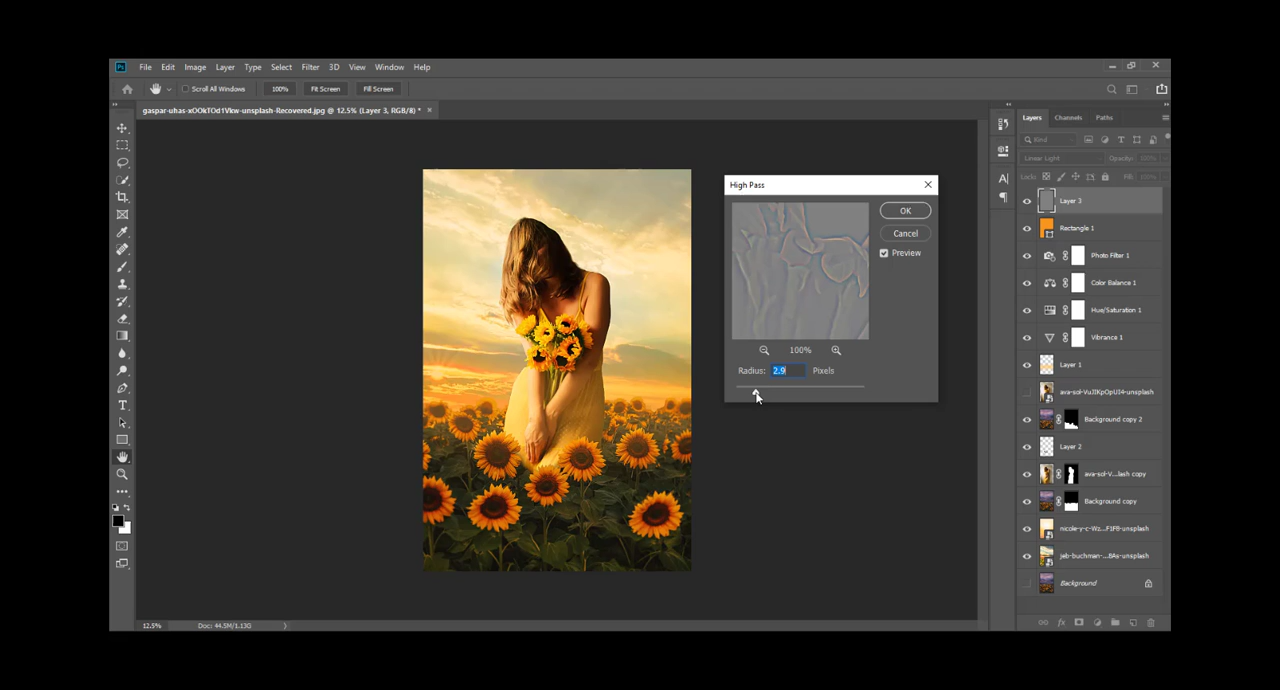 Ps File Edit Image Layer Type Select Filter 3D View Window Help
Scroll All Windows 100% Fit Screen Fill Screen
gaspar-uhas-xOOkTOd1Vkw-unsplash-Recovered.jpg @ 12.5% (Layer 3, RGB/8) *
Layers Channels Paths
Kind
Linear Light Opacity: 100%
Lock: Fill: 100%
High Pass
OK
Cancel
Preview
100%
Radius: 2.9 Pixels
Layer 3
Rectangle 1
Photo Filter 1
Color Balance 1
Hue/Saturation 1
Vibrance 1
Layer 1
ava-sol-VuJIKpOpUI4-unsplash
Background copy 2
Layer 2
ava-sol-V...lash copy
Background copy
nicole-y-c-Wz...F1F8-unsplash
jeb-buchman-...8As-unsplash
Background
12.5% Doc: 44.5M/1.13G